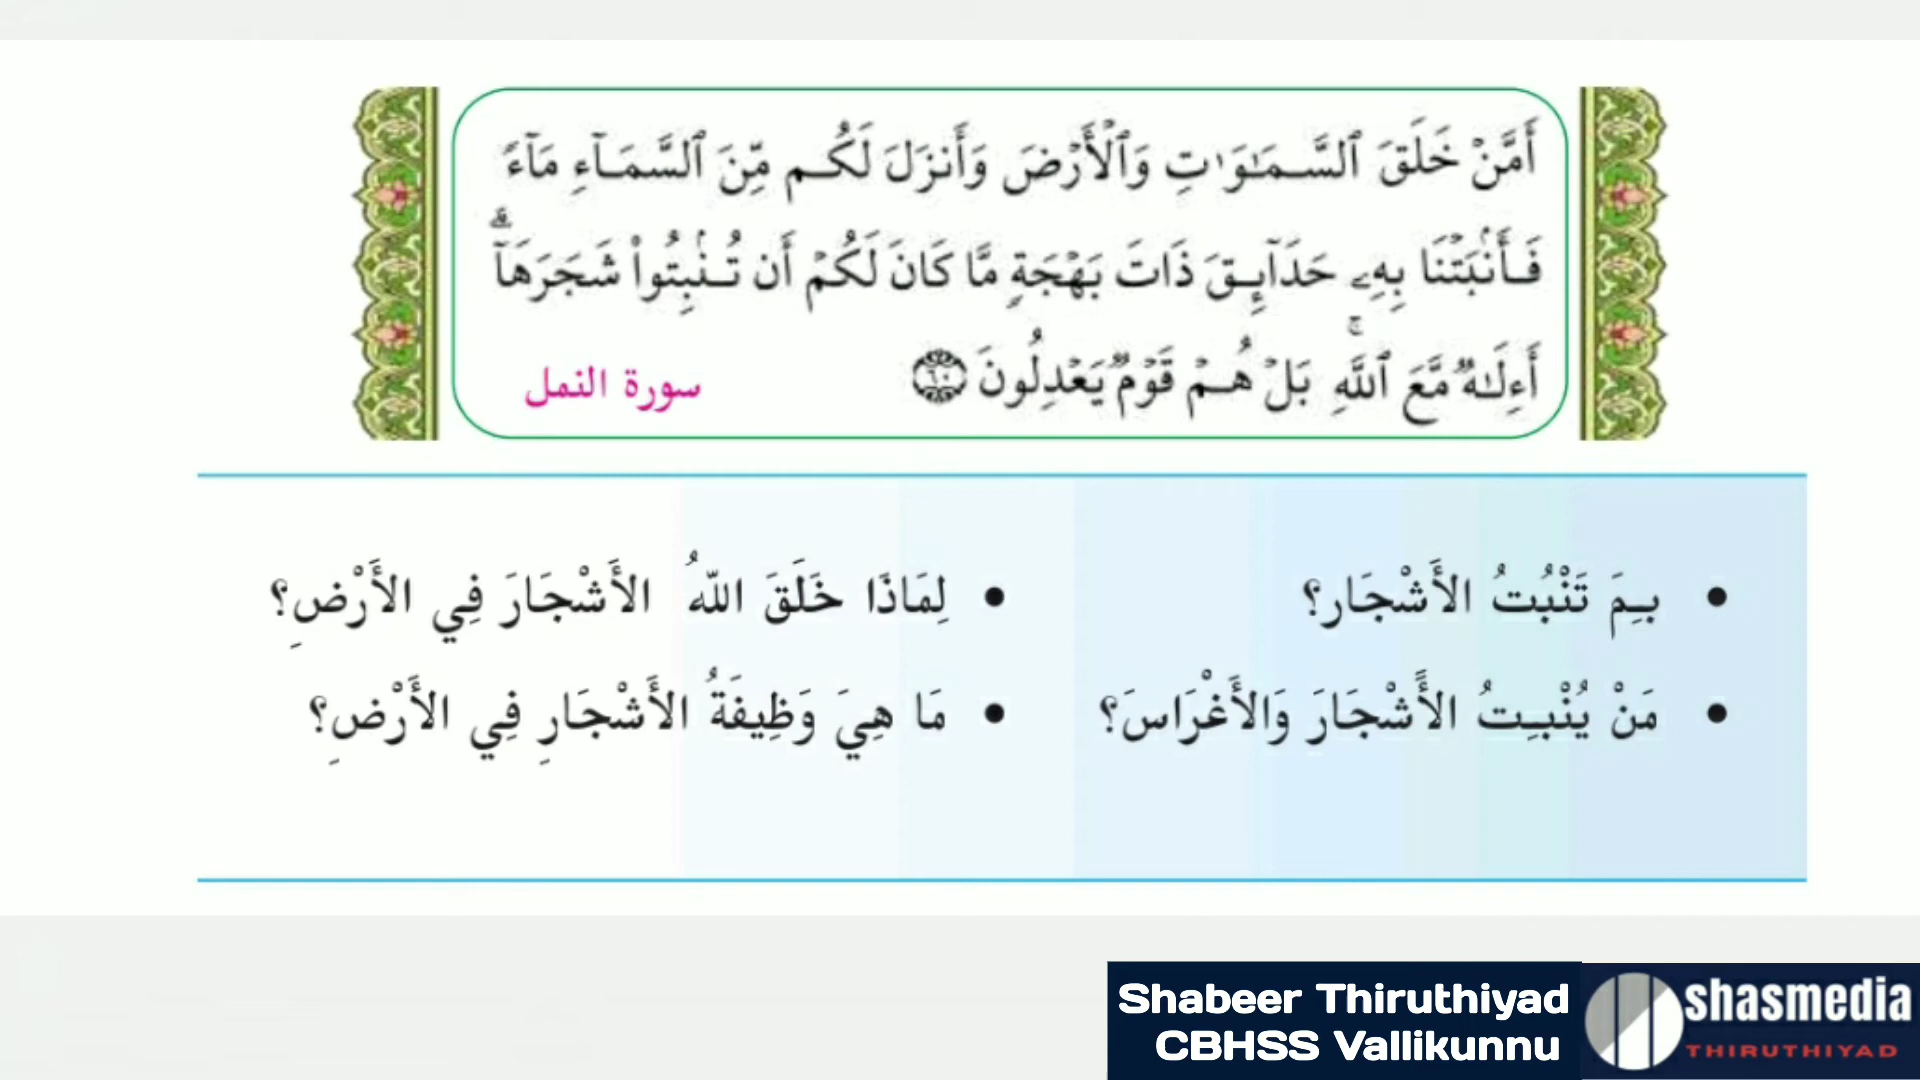 أَمَّنْ خَلَقَ ٱلسَّمَـٰوَٰتِ وَٱلْأَرْضَ وَأَنزَلَ لَكُم مِّنَ ٱلسَّمَآءِ مَآءً
فَأَنۢبَتْنَا بِهِۦ حَدَآئِقَ ذَاتَ بَهْجَةٍ مَّا كَانَ لَكُمْ أَن تُنۢبِتُوا۟ شَجَرَهَآ ۗ
أَءِلَـٰهٌ مَّعَ ٱللَّهِ ۚ بَلْ هُمْ قَوْمٌ يَعْدِلُونَ ٦٠ سورة النمل
• بِمَ تَنْبُتُ الأَشْجَار؟
• لِمَاذَا خَلَقَ اللّهُ الأَشْجَارَ فِي الأَرْضِ؟
• مَنْ يُنْبِتُ الأَشْجَارَ وَالأَغْرَاسَ؟
• مَا هِيَ وَظِيفَةُ الأَشْجَارِ فِي الأَرْضِ؟
Shabeer Thiruthiyad
CBHSS Vallikunnu
shasmedia
THIRUTHIYAD